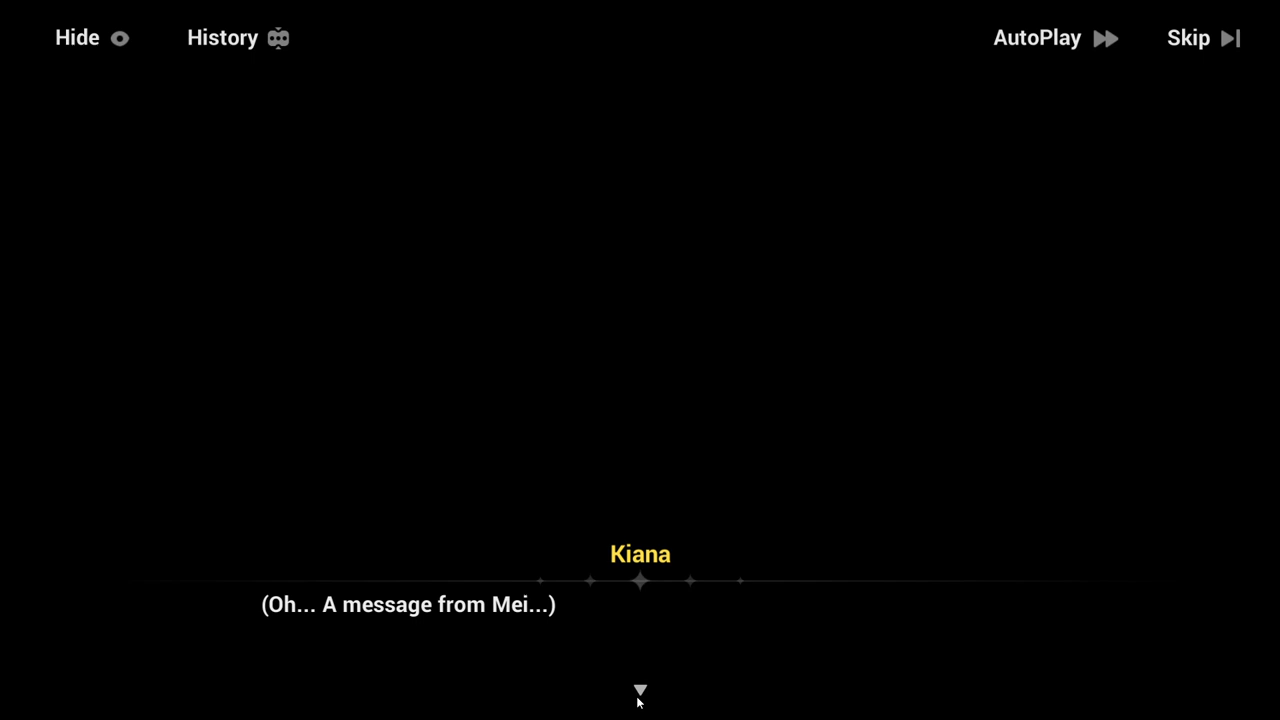 Hide
History
AutoPlay
Skip
Kiana
(Oh... A message from Mei...)